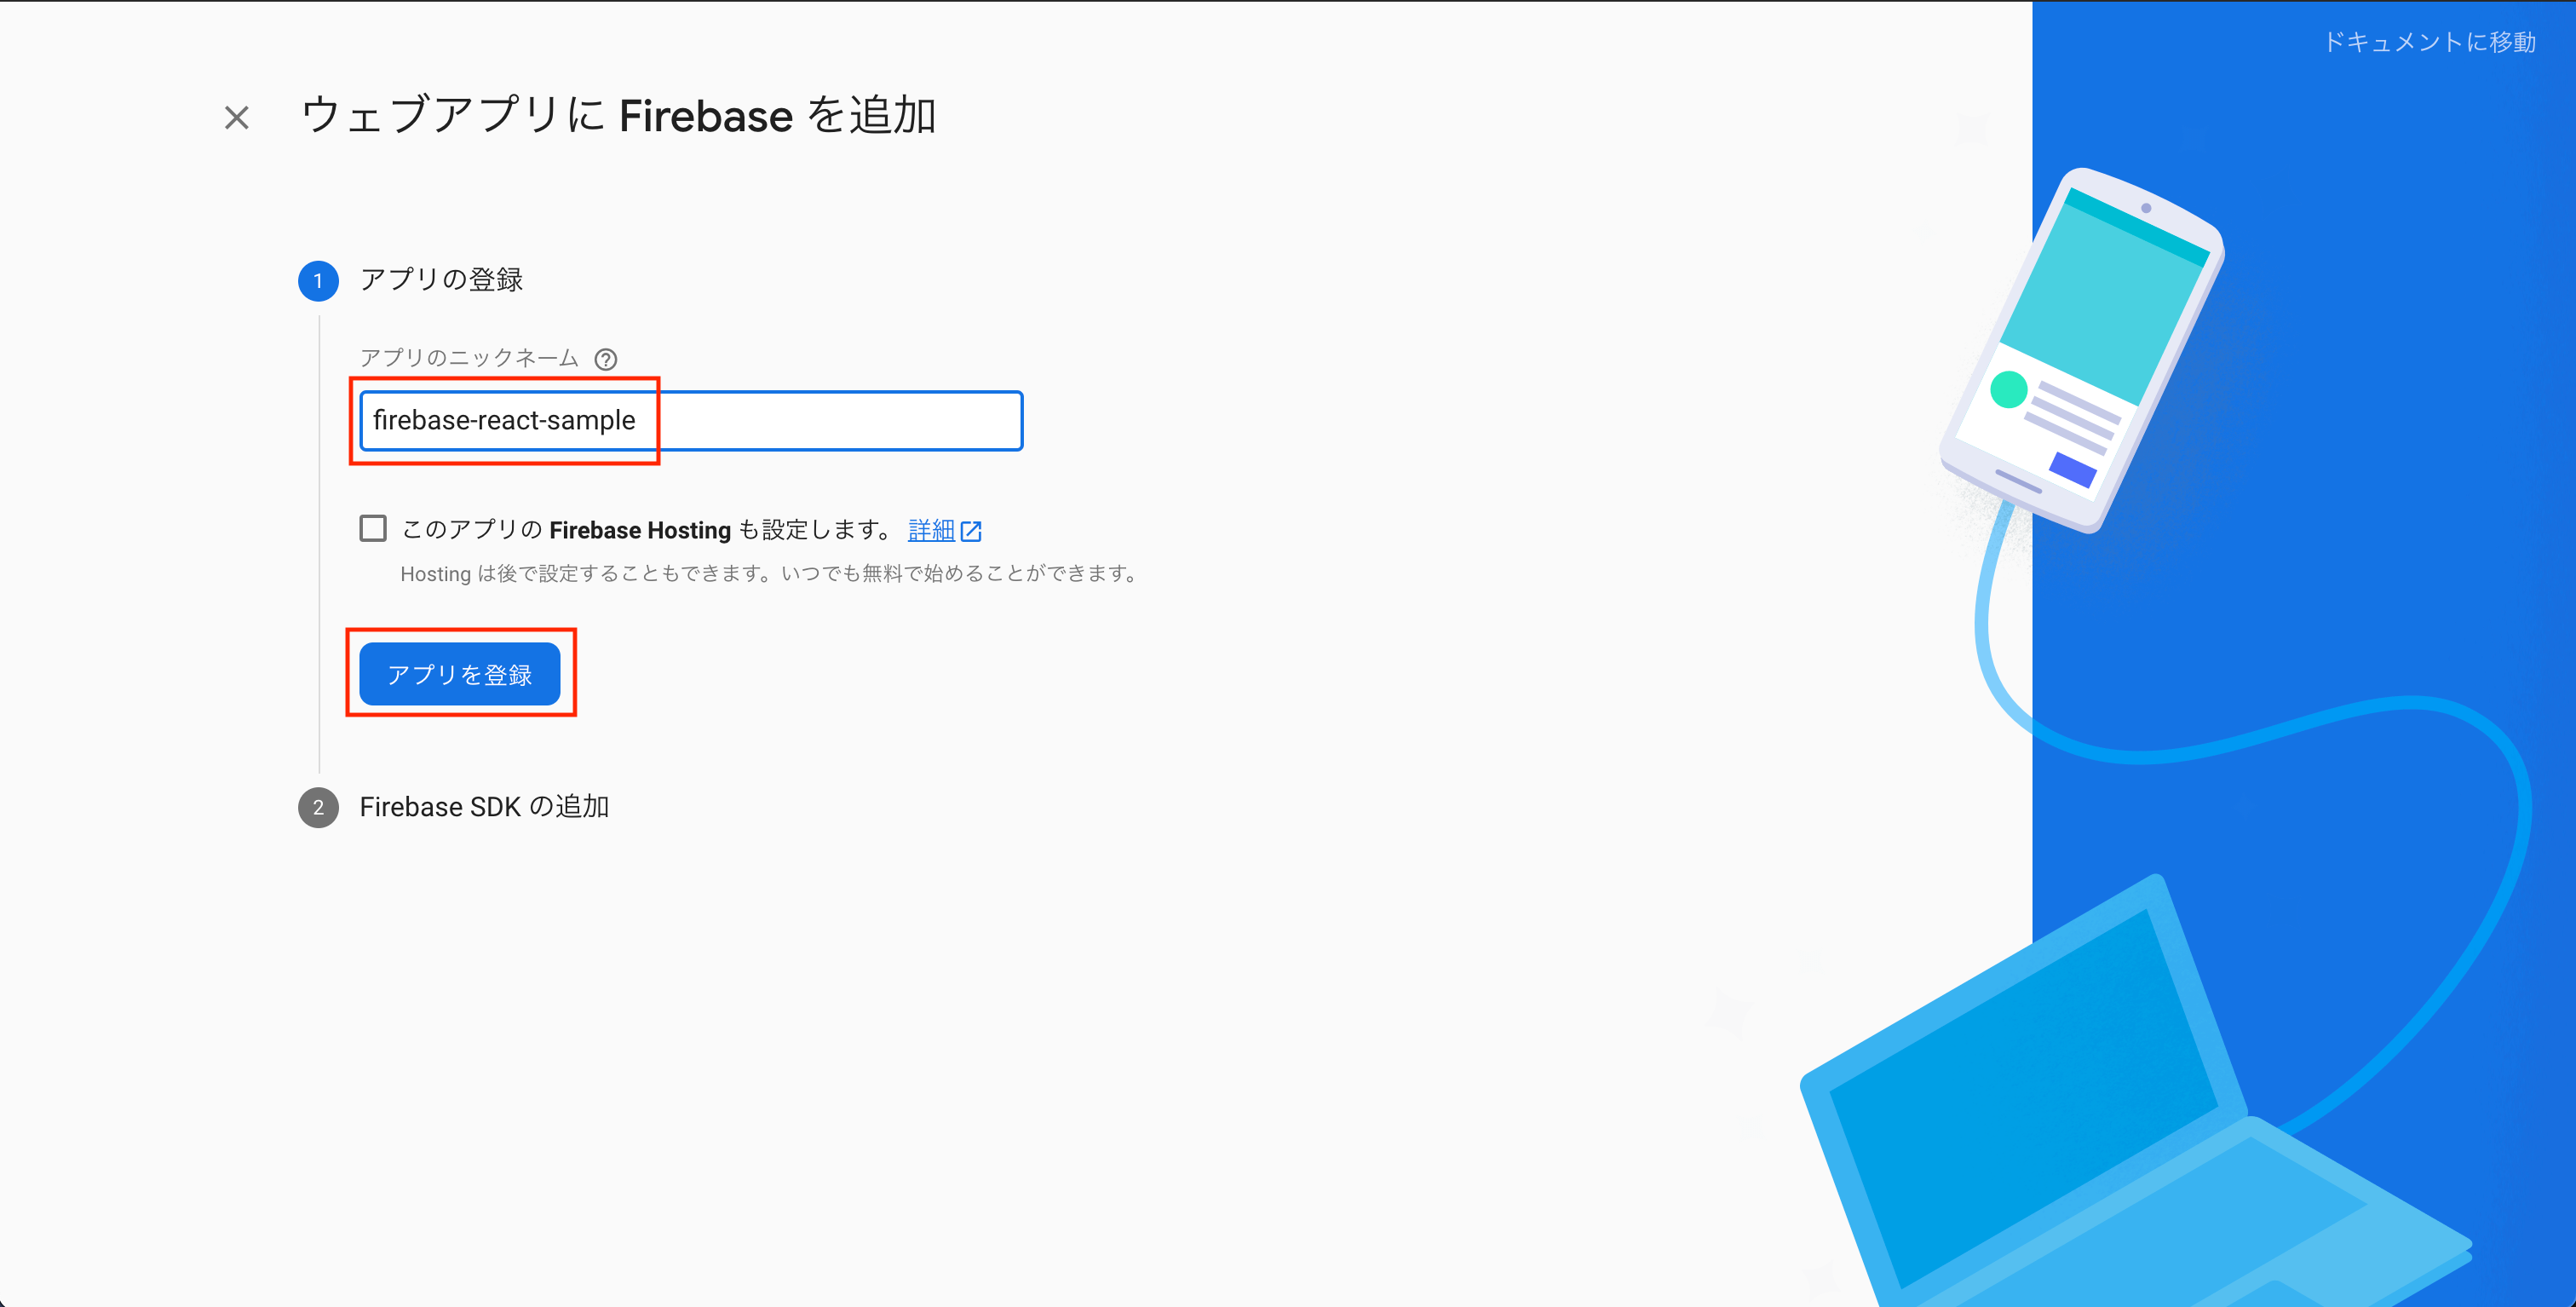 ドキュメントに移動
ウェブアプリに Firebase を追加
1 アプリの登録
アプリのニックネーム ?
firebase-react-sample
このアプリの Firebase Hosting も設定します。 詳細
Hosting は後で設定することもできます。いつでも無料で始めることができます。
アプリを登録
2 Firebase SDK の追加